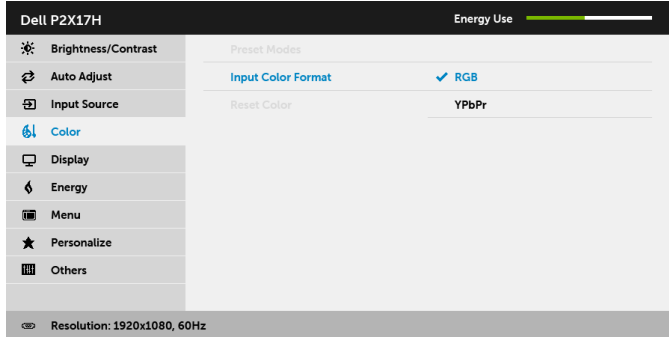 Dell P2X17H
Energy Use
Brightness/Contrast
Preset Modes
Auto Adjust
Input Color Format
RGB
Input Source
Reset Color
YPbPr
Color
Display
Energy
Menu
Personalize
Others
Resolution: 1920x1080, 60Hz